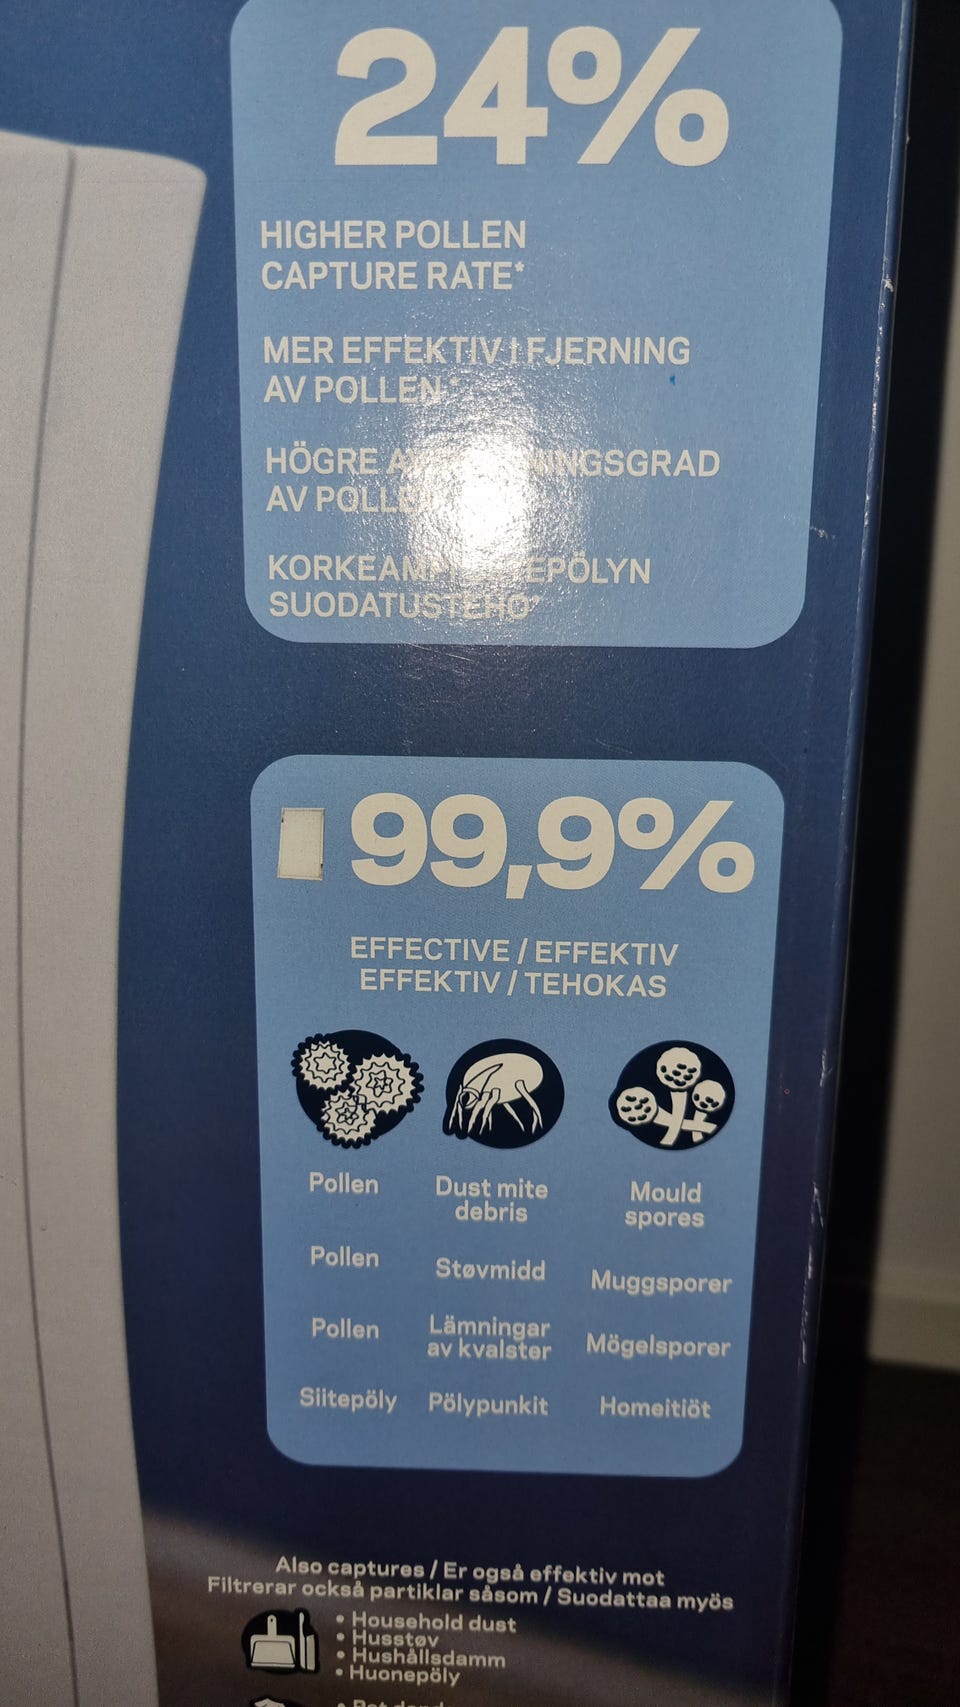 24%
HIGHER POLLEN
CAPTURE RATE*
MER EFFEKTIV I FJERNING
AV POLLEN*
HÖGRE
AV
KORKEAMPI
SUODATUSTEHO*
99,9%
EFFECTIVE / EFFEKTIV
EFFEKTIV / TEHOKAS
Pollen Dust mite debris Mould spores
Pollen Støvmidd Muggsporer
Pollen Lämningar av kvalster Mögelsporer
Siitepöly Pölypunkit Homeitiöt
Also captures / Er også effektiv mot
Filtrerar också partiklar såsom / Suodattaa myös
• Household dust
• Husstøv
• Hushållsdamm
• Huonepöly